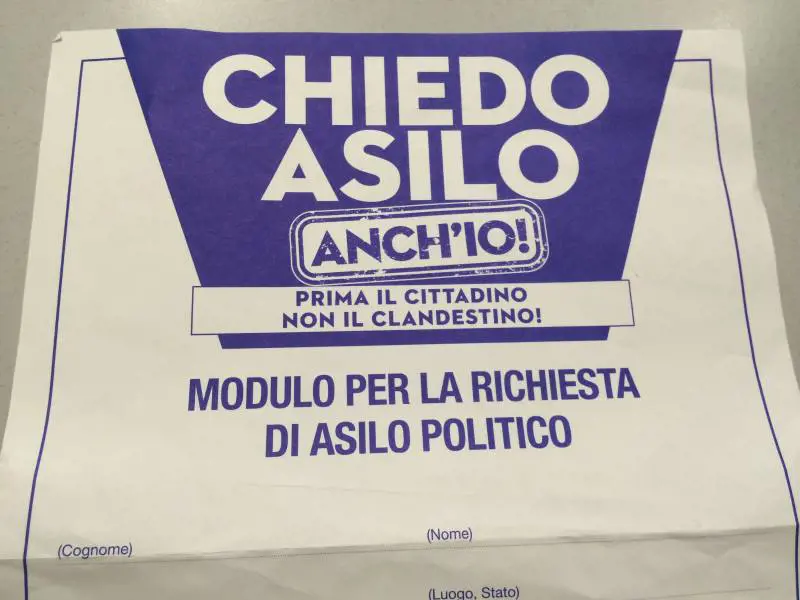 CHIEDO
ASILO
ANCH'IO!
PRIMA IL CITTADINO
NON IL CLANDESTINO!
MODULO PER LA RICHIESTA
DI ASILO POLITICO
(Cognome)
(Nome)
(Luogo, Stato)